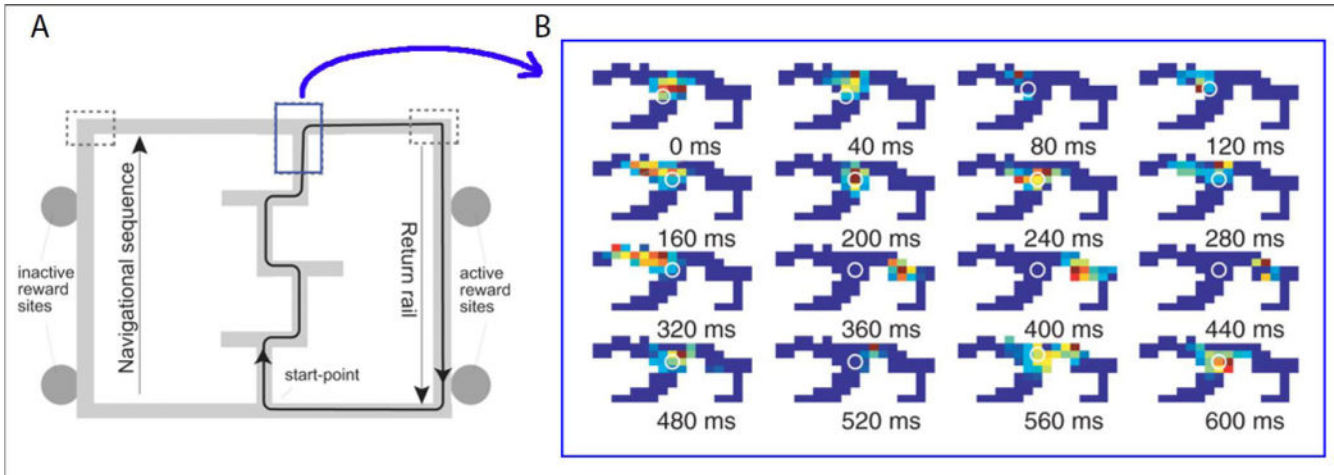 A
B
Navigational sequence
Return rail
inactive
reward
sites
active
reward
sites
start-point
0 ms
40 ms
80 ms
120 ms
160 ms
200 ms
240 ms
280 ms
320 ms
360 ms
400 ms
440 ms
480 ms
520 ms
560 ms
600 ms